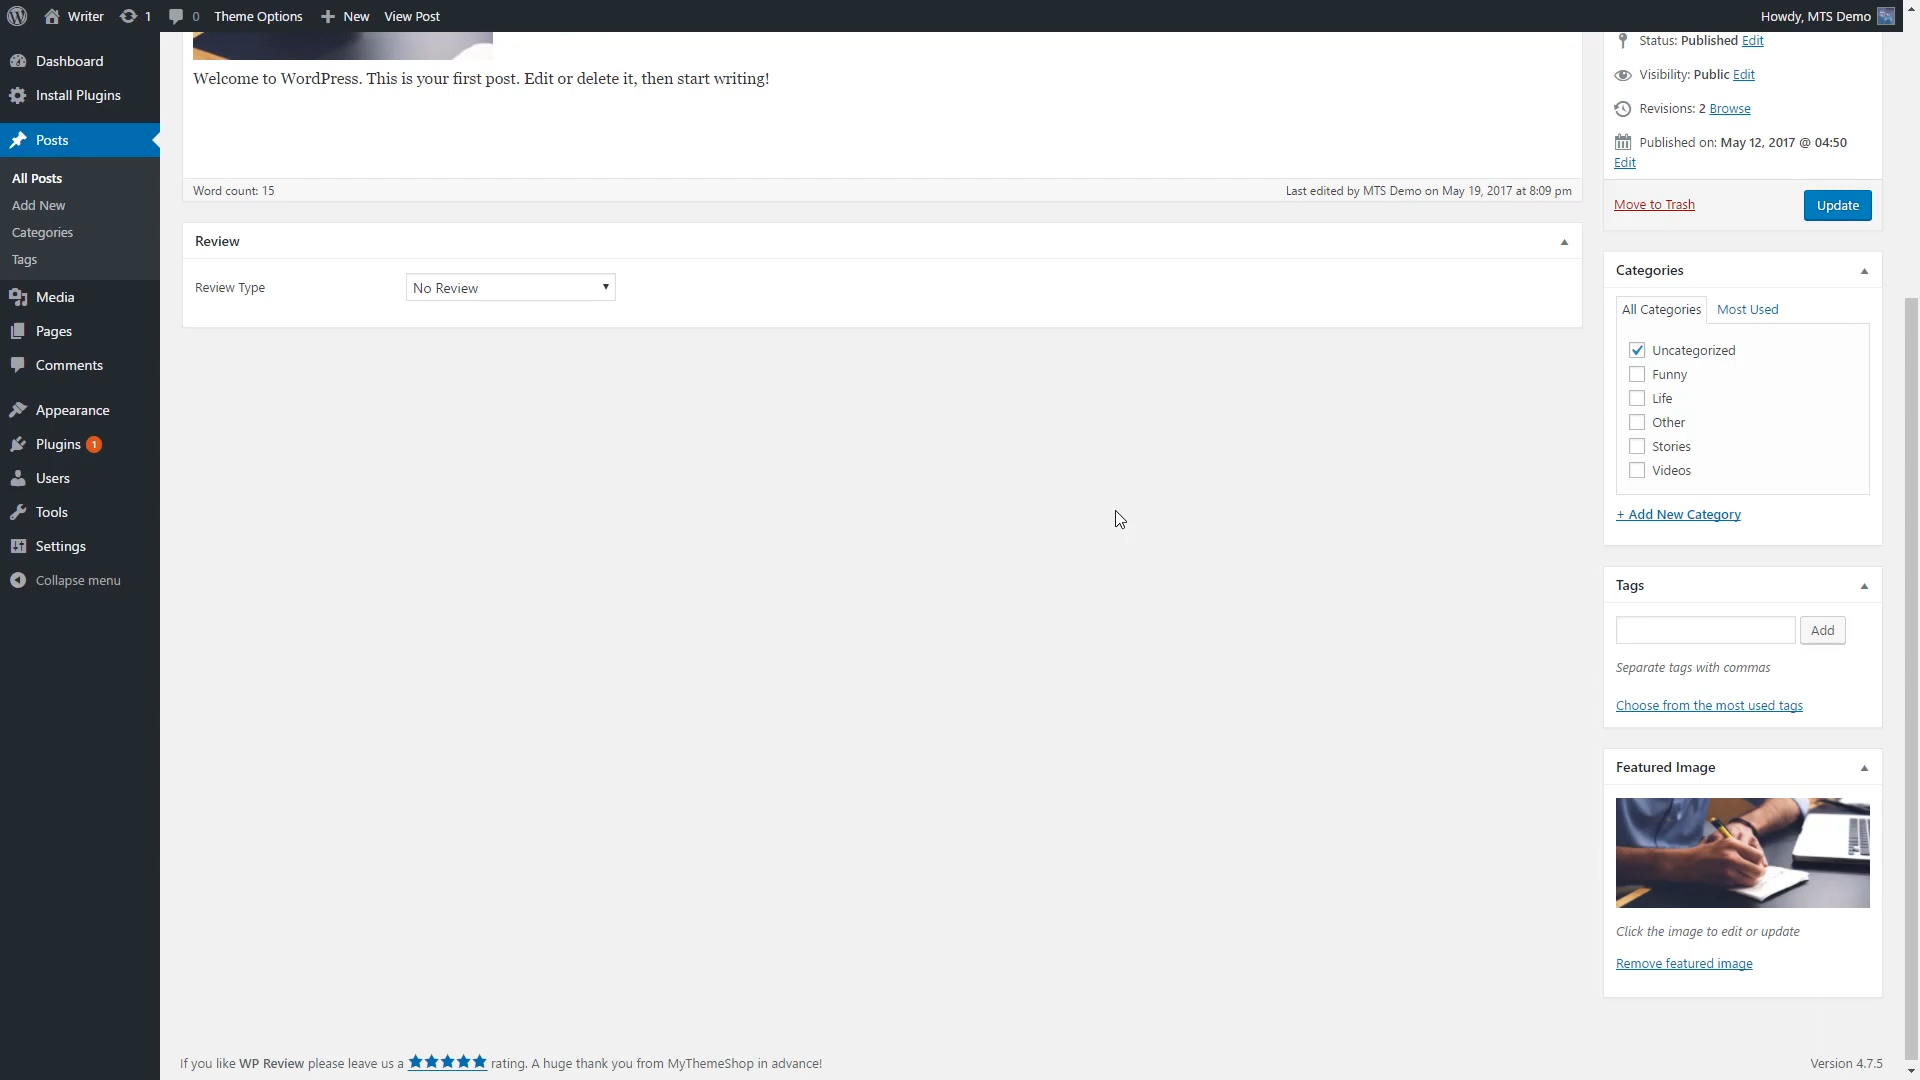 Writer 1 0 Theme Options New View Post Howdy, MTS Demo
Dashboard
Install Plugins
Posts
All Posts
Add New
Categories
Tags
Media
Pages
Comments
Appearance
Plugins 1
Users
Tools
Settings
Collapse menu
Welcome to WordPress. This is your first post. Edit or delete it, then start writing!
Word count: 15
Last edited by MTS Demo on May 19, 2017 at 8:09 pm
Review
Review Type No Review
Status: Published Edit
Visibility: Public Edit
Revisions: 2 Browse
Published on: May 12, 2017 @ 04:50
Edit
Move to Trash Update
Categories
All Categories Most Used
Uncategorized
Funny
Life
Other
Stories
Videos
+ Add New Category
Tags
Add
Separate tags with commas
Choose from the most used tags
Featured Image
Click the image to edit or update
Remove featured image
If you like WP Review please leave us a ★★★★★ rating. A huge thank you from MyThemeShop in advance!
Version 4.7.5